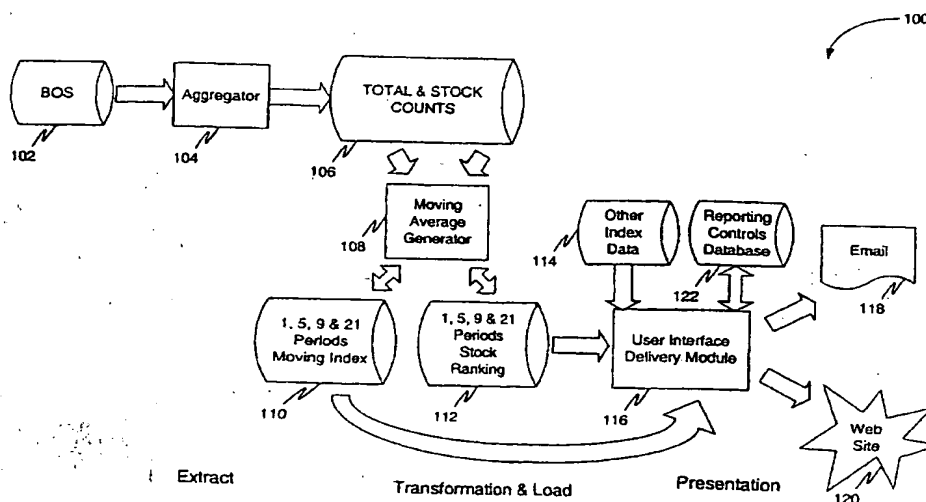 100
BOS
Aggregator
TOTAL & STOCK
COUNTS
102
104
106
Moving
Average
Generator
108
Other
Index
Data
114
Reporting
Controls
Database
122
Email
118
1, 5, 9 & 21
Periods
Moving Index
110
1, 5, 9 & 21
Periods
Stock
Ranking
112
User Interface
Delivery Module
116
Web
Site
120
Extract
Transformation & Load
Presentation